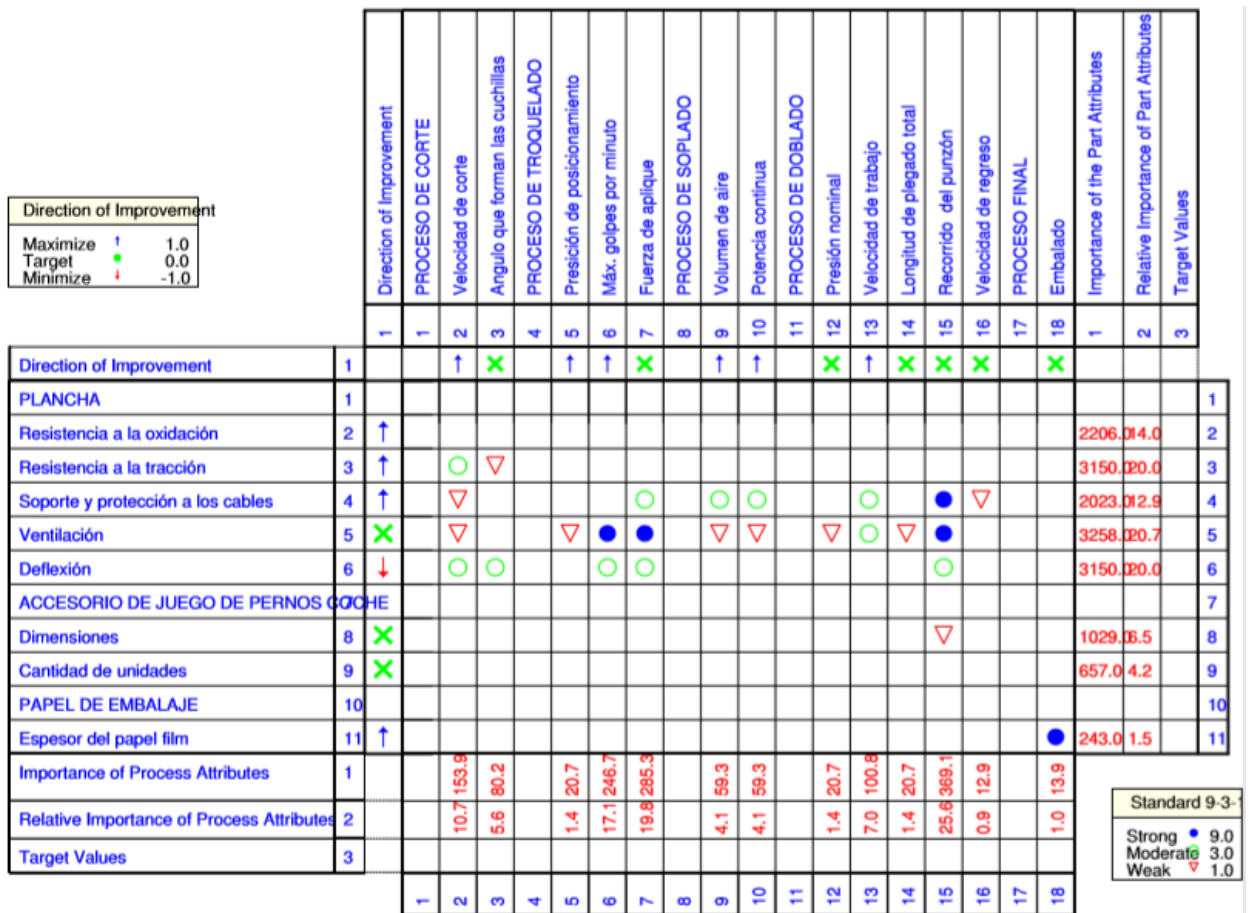 Direction of Improvement
Maximize ↑ 1.0
Target 0.0
Minimize ↓ -1.0
Direction of Improvement
PROCESO DE CORTE
Velocidad de corte
Angulo que forman las cuchillas
PROCESO DE TROQUELADO
Presición de posicionamiento
Máx. golpes por minuto
Fuerza de aplique
PROCESO DE SOPLADO
Volumen de aire
Potencia continua
PROCESO DE DOBLADO
Presión nominal
Velocidad de trabajo
Longitud de plegado total
Recorrido del punzón
Velocidad de regreso
PROCESO FINAL
Embalado
Importance of the Part Attributes
Relative Importance of Part Attributes
Target Values
1 1 2 3 4 5 6 7 8 9 10 11 12 13 14 15 16 17 18 1 2 3
Direction of Improvement 1 ↑ × ↑ ↑ × ↑ ↑ × ↑ × × × ×
PLANCHA 1 1
Resistencia a la oxidación 2 ↑ 2206.0 14.0 2
Resistencia a la tracción 3 ↑ ○ ▽ 3150.0 20.0 3
Soporte y protección a los cables 4 ↑ ▽ ○ ○ ○ ○ ● ▽ 2023.0 12.9 4
Ventilación 5 × ▽ ▽ ● ● ▽ ▽ ▽ ○ ▽ ● 3258.0 20.7 5
Deflexión 6 ↓ ○ ○ ○ ○ ○ 3150.0 20.0 6
ACCESORIO DE JUEGO DE PERNOS COCHE 7 7
Dimensiones 8 × ▽ 1029.0 6.5 8
Cantidad de unidades 9 × 657.0 4.2 9
PAPEL DE EMBALAJE 10 10
Espesor del papel film 11 ↑ ● 243.0 1.5 11
Importance of Process Attributes 1 153.9 80.2 20.7 246.7 285.3 59.3 59.3 20.7 100.8 20.7 369.1 12.9 13.9
Relative Importance of Process Attributes 2 10.7 5.6 1.4 17.1 19.8 4.1 4.1 1.4 7.0 1.4 25.6 0.9 1.0
Target Values 3
1 2 3 4 5 6 7 8 9 10 11 12 13 14 15 16 17 18
Standard 9-3-1
Strong ● 9.0
Moderate ○ 3.0
Weak ▽ 1.0